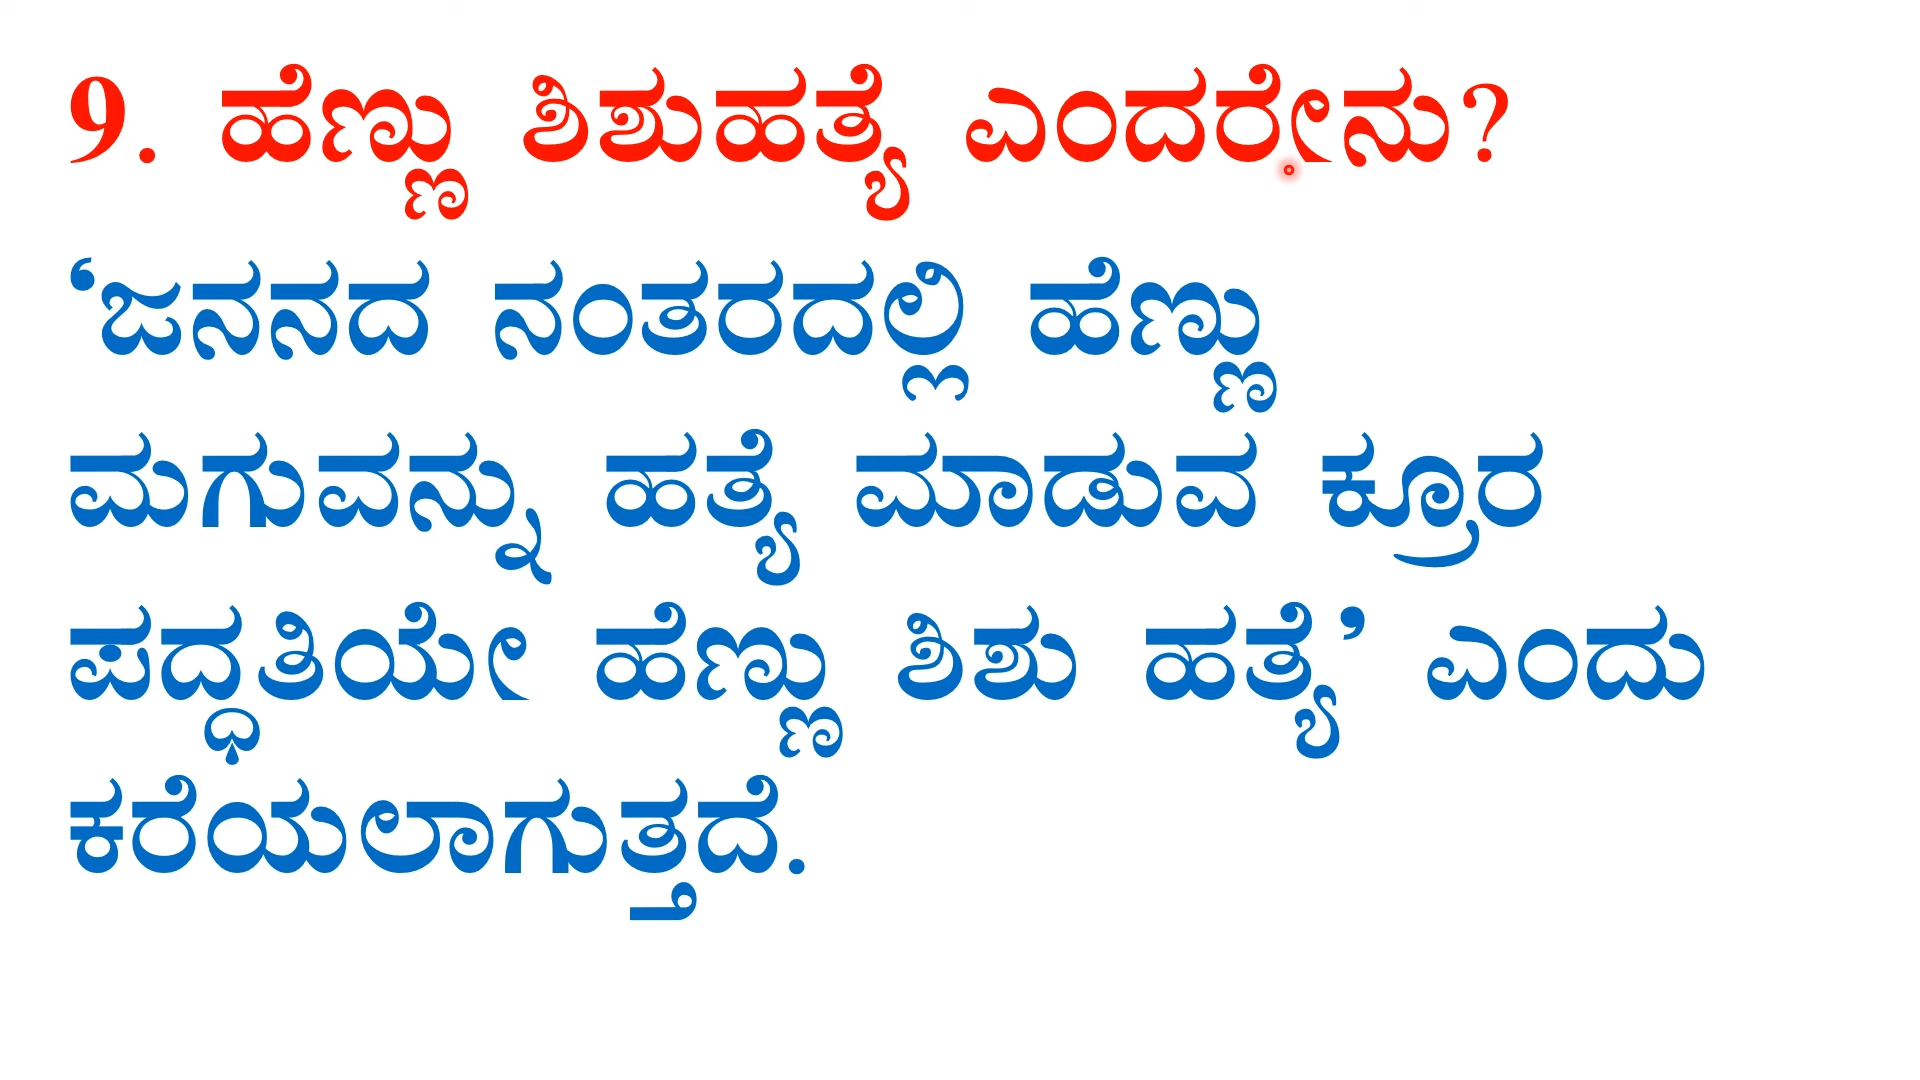 9. ಹೆಣ್ಣು ಶಿಶುಹತ್ಯೆ ಎಂದರೇನು?
‘ಜನನದ ನಂತರದಲ್ಲಿ ಹೆಣ್ಣು
ಮಗುವನ್ನು ಹತ್ಯೆ ಮಾಡುವ ಕ್ರೂರ
ಪದ್ಧತಿಯೇ ಹೆಣ್ಣು ಶಿಶು ಹತ್ಯೆ’ ಎಂದು
ಕರೆಯಲಾಗುತ್ತದೆ.